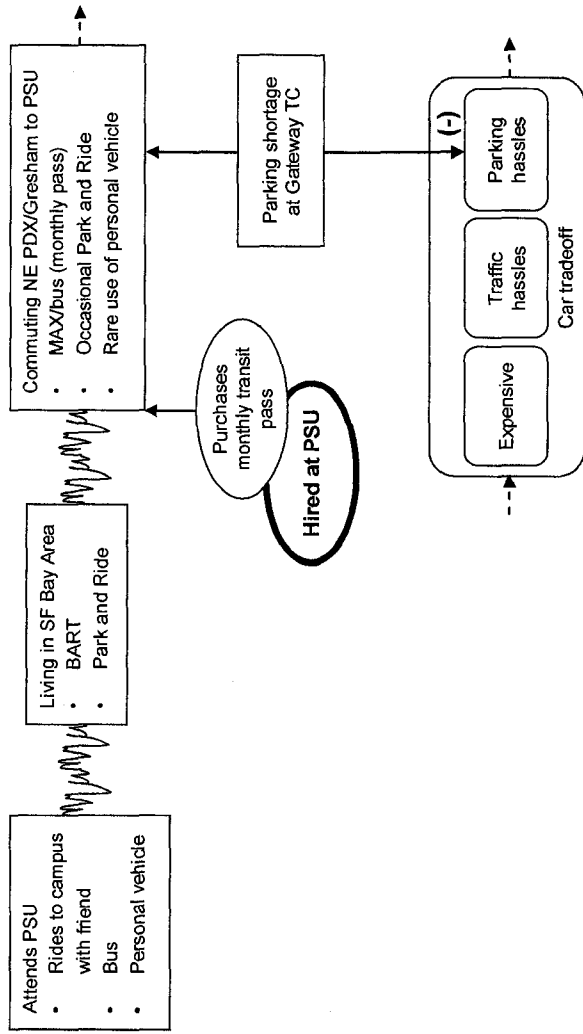 Attends PSU
• Rides to campus
with friend
• Bus
• Personal vehicle
Living in SF Bay Area
• BART
• Park and Ride
Commuting NE PDX/Gresham to PSU
• MAX/bus (monthly pass)
• Occasional Park and Ride
• Rare use of personal vehicle
Purchases
monthly transit
pass
Hired at PSU
Parking shortage
at Gateway TC
(-)
Expensive
Traffic
hassles
Parking
hassles
Car tradeoff